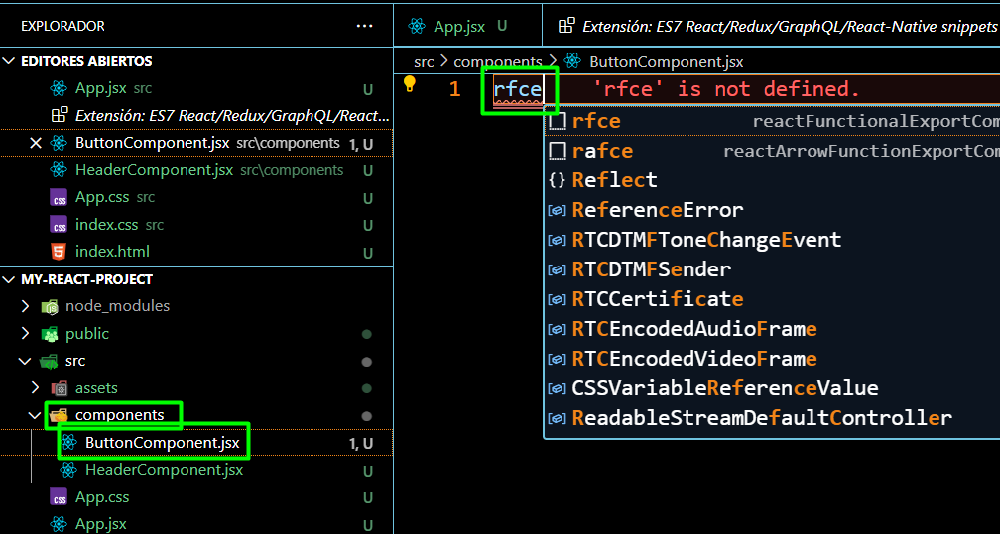 EXPLORADOR ···
EDITORES ABIERTOS
App.jsx src U
Extensión: ES7 React/Redux/GraphQL/React...
ButtonComponent.jsx src\components 1, U
HeaderComponent.jsx src\components U
App.css src U
index.css src U
index.html U
MY-REACT-PROJECT
node_modules
public
src
assets
components
ButtonComponent.jsx 1, U
HeaderComponent.jsx U
App.css U
App.jsx U
App.jsx U Extensión: ES7 React/Redux/GraphQL/React-Native snippets
src > components > ButtonComponent.jsx
1 rfce 'rfce' is not defined.
rfce reactFunctionalExportCom
rafce reactArrowFunctionExportCom
{} Reflect
ReferenceError
RTCDTMFToneChangeEvent
RTCDTMFSender
RTCCertificate
RTCEncodedAudioFrame
RTCEncodedVideoFrame
CSSVariableReferenceValue
ReadableStreamDefaultController